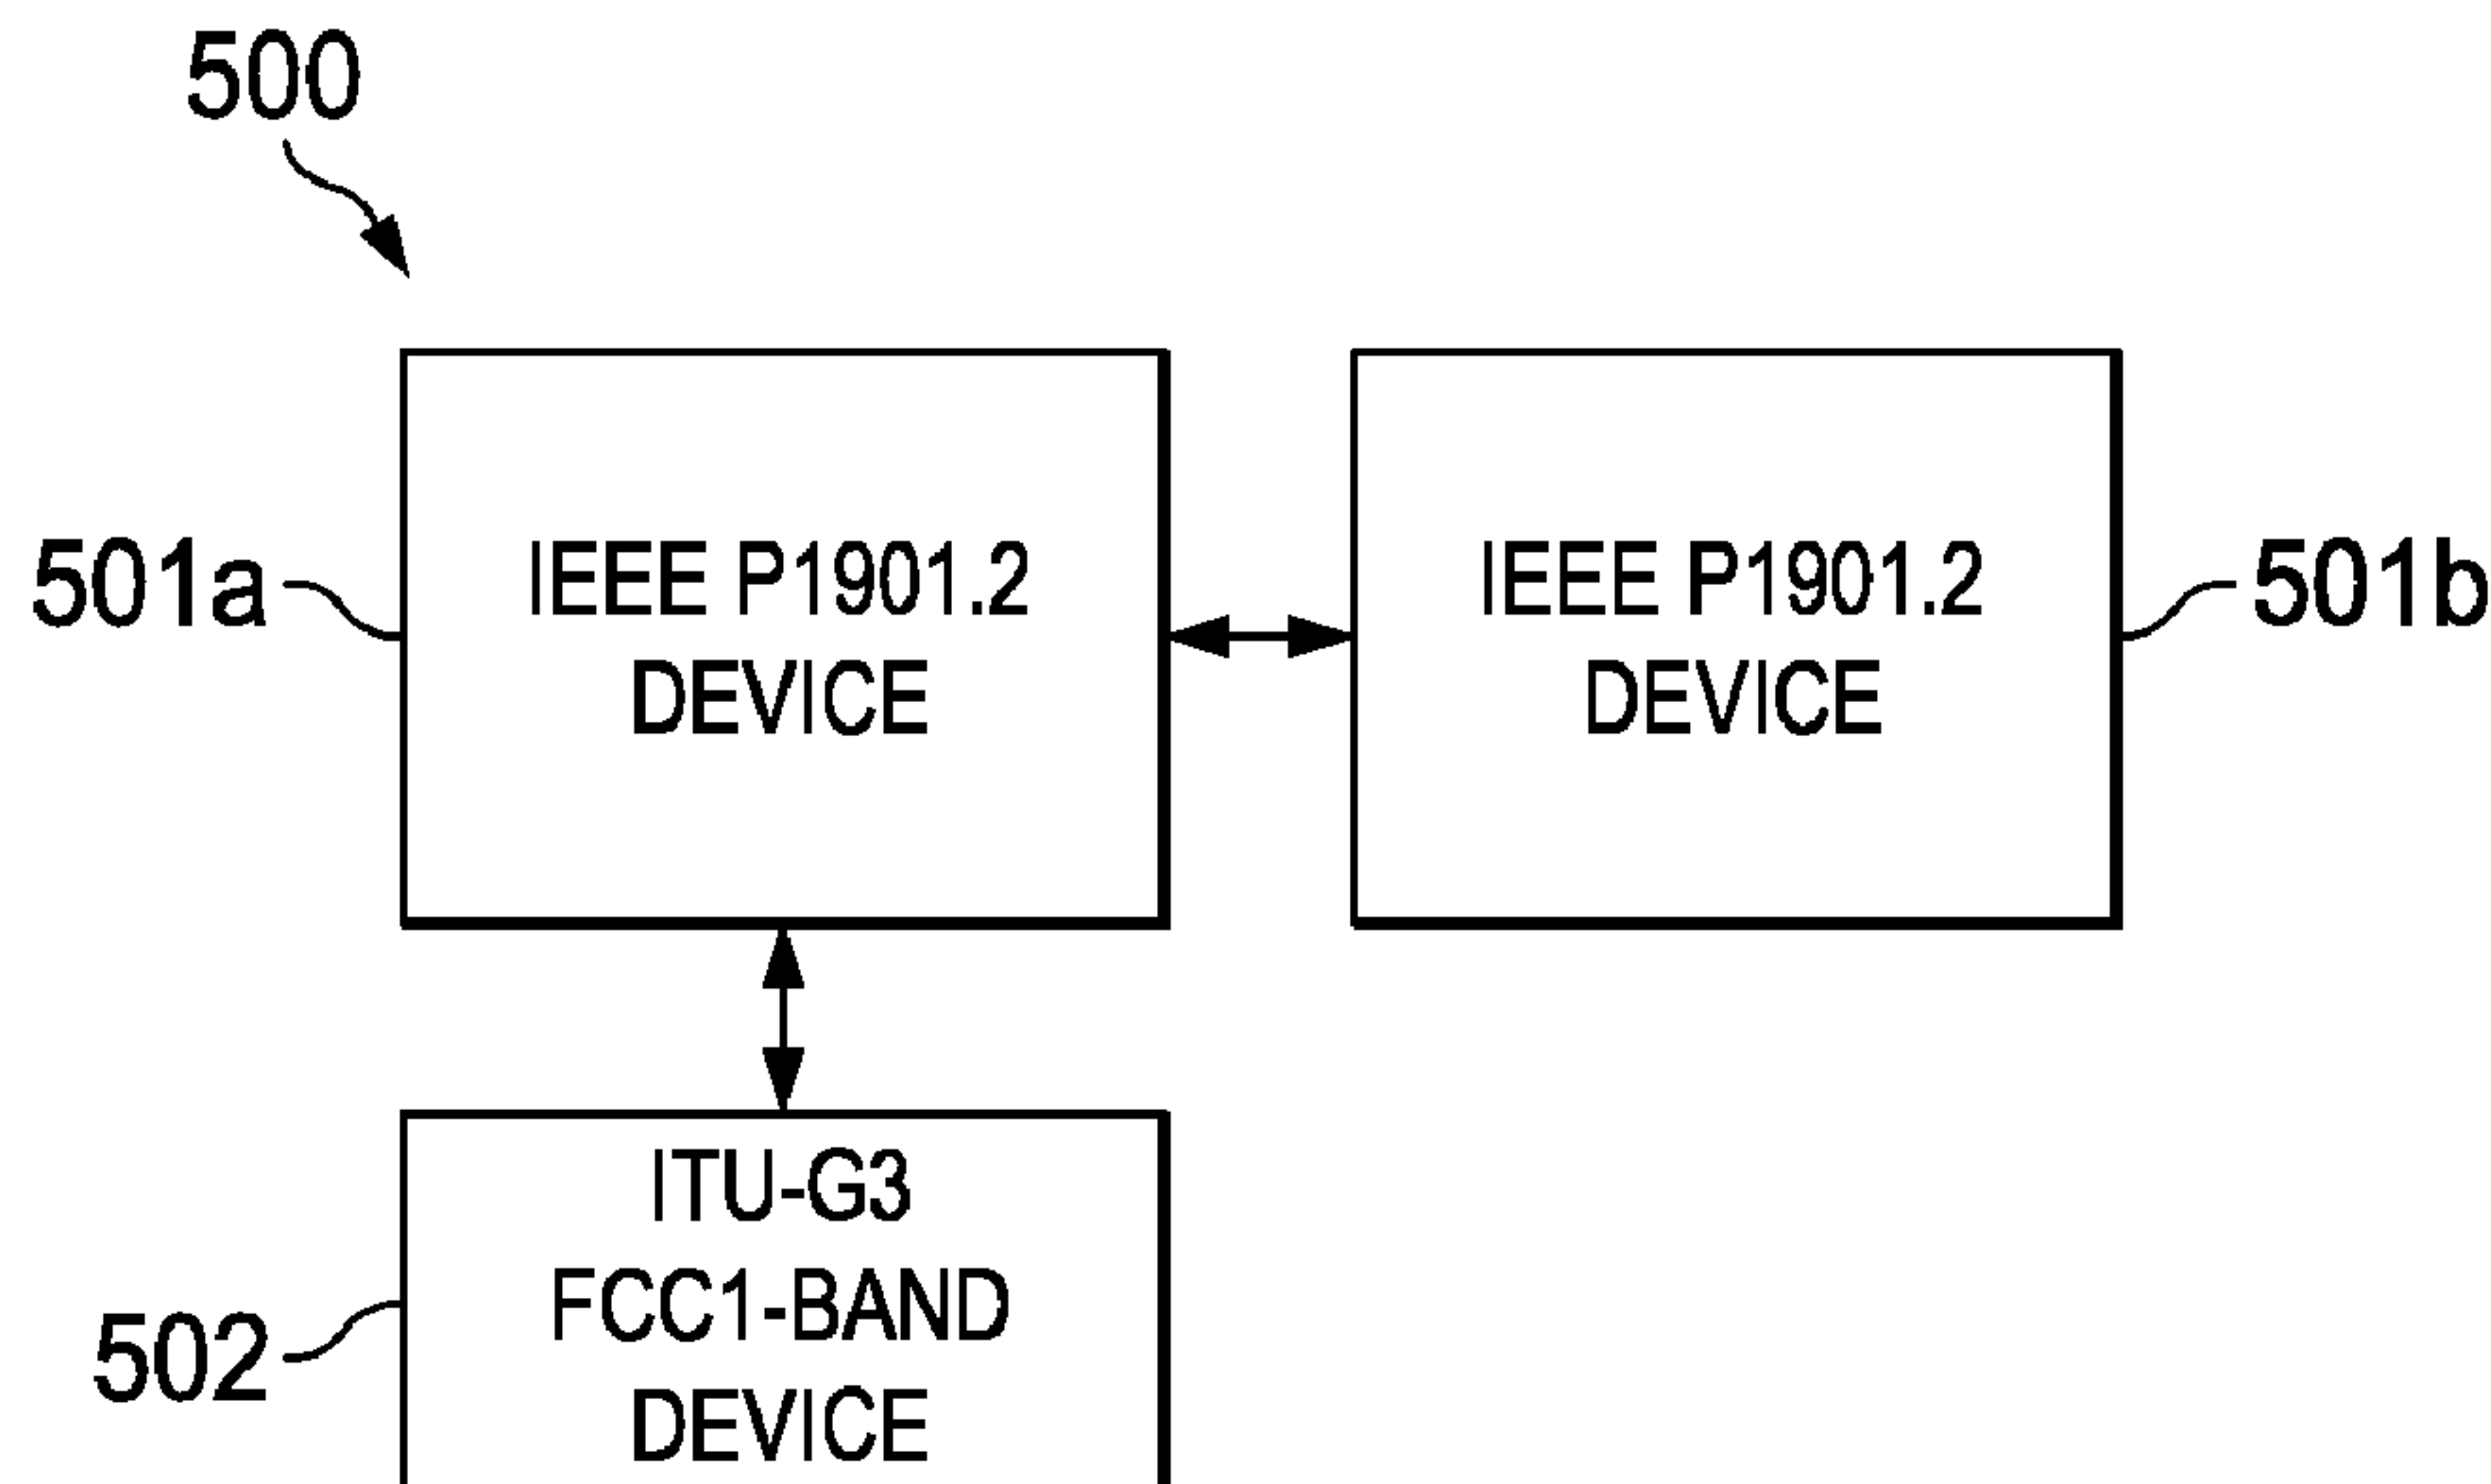 500
501a
IEEE P1901.2
DEVICE
IEEE P1901.2
DEVICE
501b
502
ITU-G3
FCC1-BAND
DEVICE